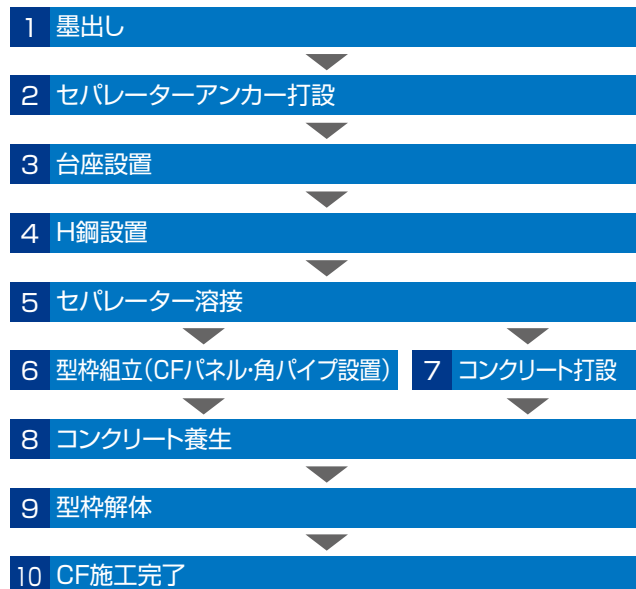 1 墨出し
2 セパレーターアンカー打設
3 台座設置
4 H鋼設置
5 セパレーター溶接
6 型枠組立(CFパネル・角パイプ設置)
7 コンクリート打設
8 コンクリート養生
9 型枠解体
10 CF施工完了